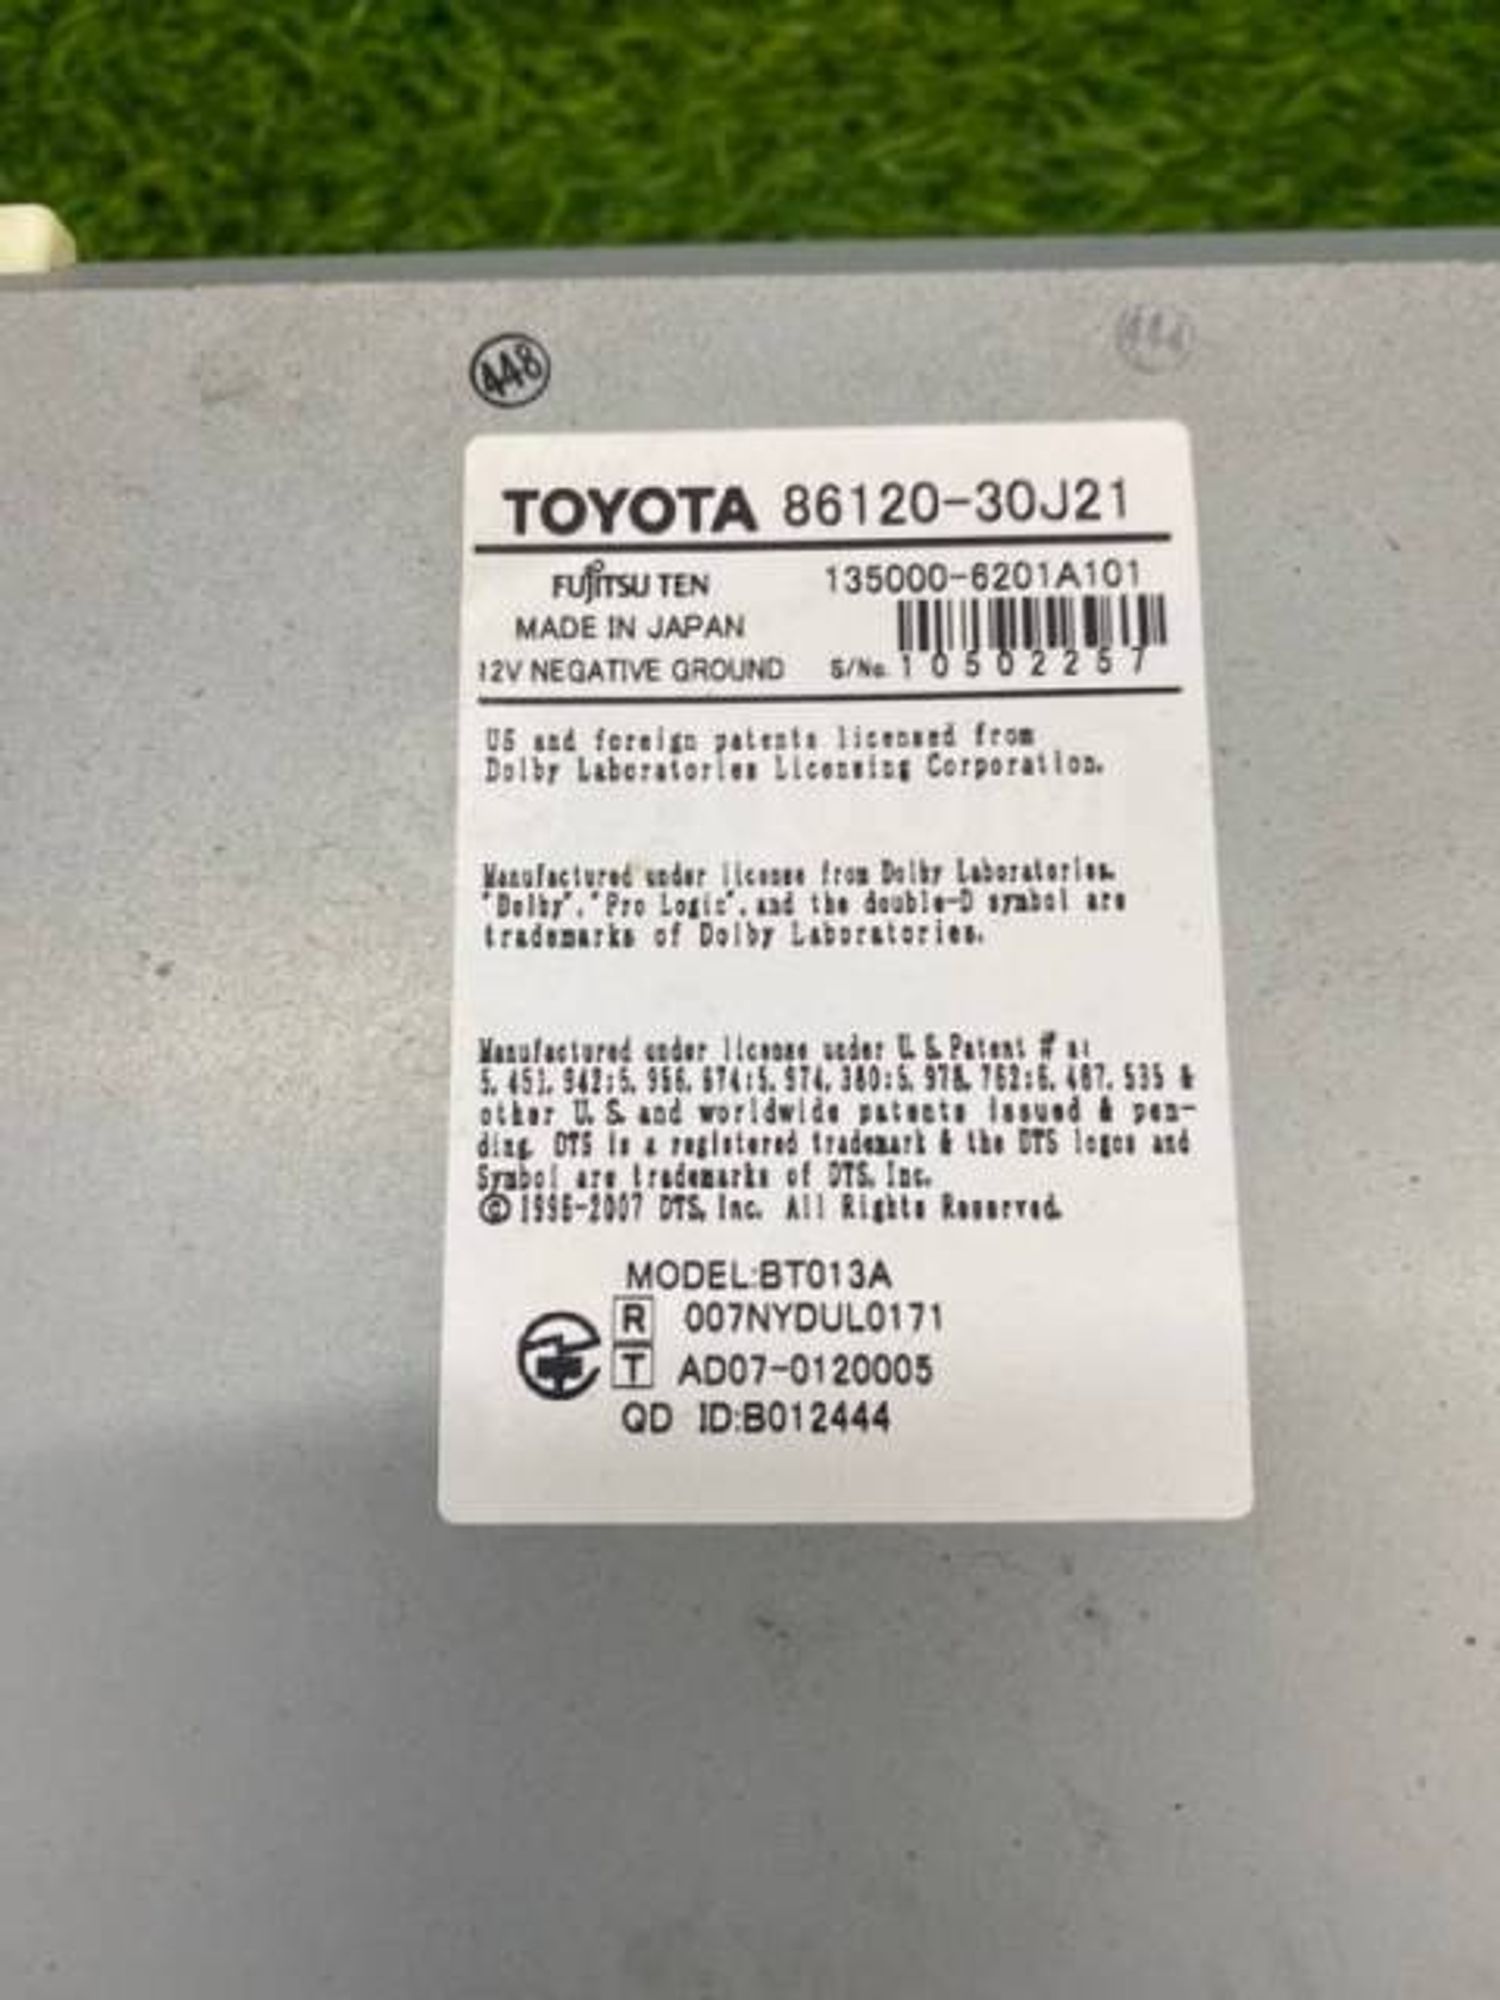 448
TOYOTA 86120-30J21
FUJITSU TEN 135000-6201A101
MADE IN JAPAN
12V NEGATIVE GROUND S/No. 10502257
US and foreign patents licensed from
Dolby Laboratories Licensing Corporation.
Manufactured under license from Dolby Laboratories.
"Dolby", "Pro Logic", and the double-D symbol are
trademarks of Dolby Laboratories.
Manufactured under license under U.S. Patent # a:
5,451,942;5,956,674;5,974,380;5,978,762;6,487,535 &
other U.S. and worldwide patents issued & pen-
ding. DTS is a registered trademark & the DTS logos and
Symbol are trademarks of DTS, Inc.
© 1996-2007 DTS, Inc. All Rights Reserved.
MODEL:BT013A
R 007NYDUL0171
T AD07-0120005
QD ID:B012444